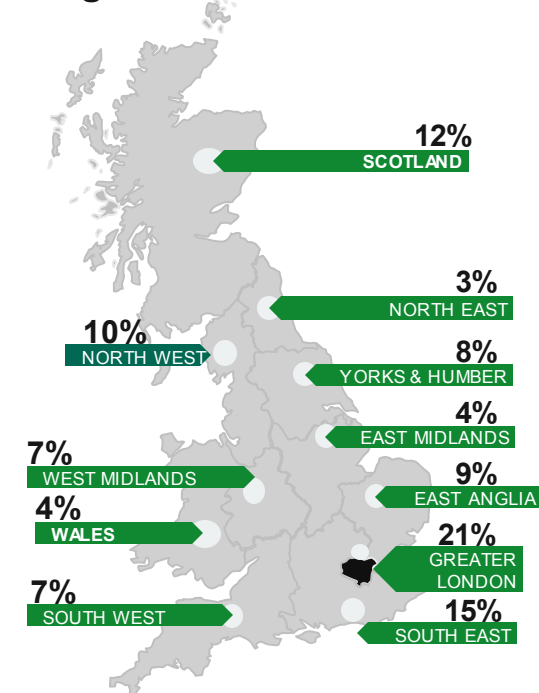 12%
SCOTLAND
3%
NORTH EAST
10%
NORTH WEST
8%
YORKS & HUMBER
4%
EAST MIDLANDS
7%
WEST MIDLANDS
9%
EAST ANGLIA
4%
WALES
21%
GREATER
LONDON
7%
SOUTH WEST
15%
SOUTH EAST